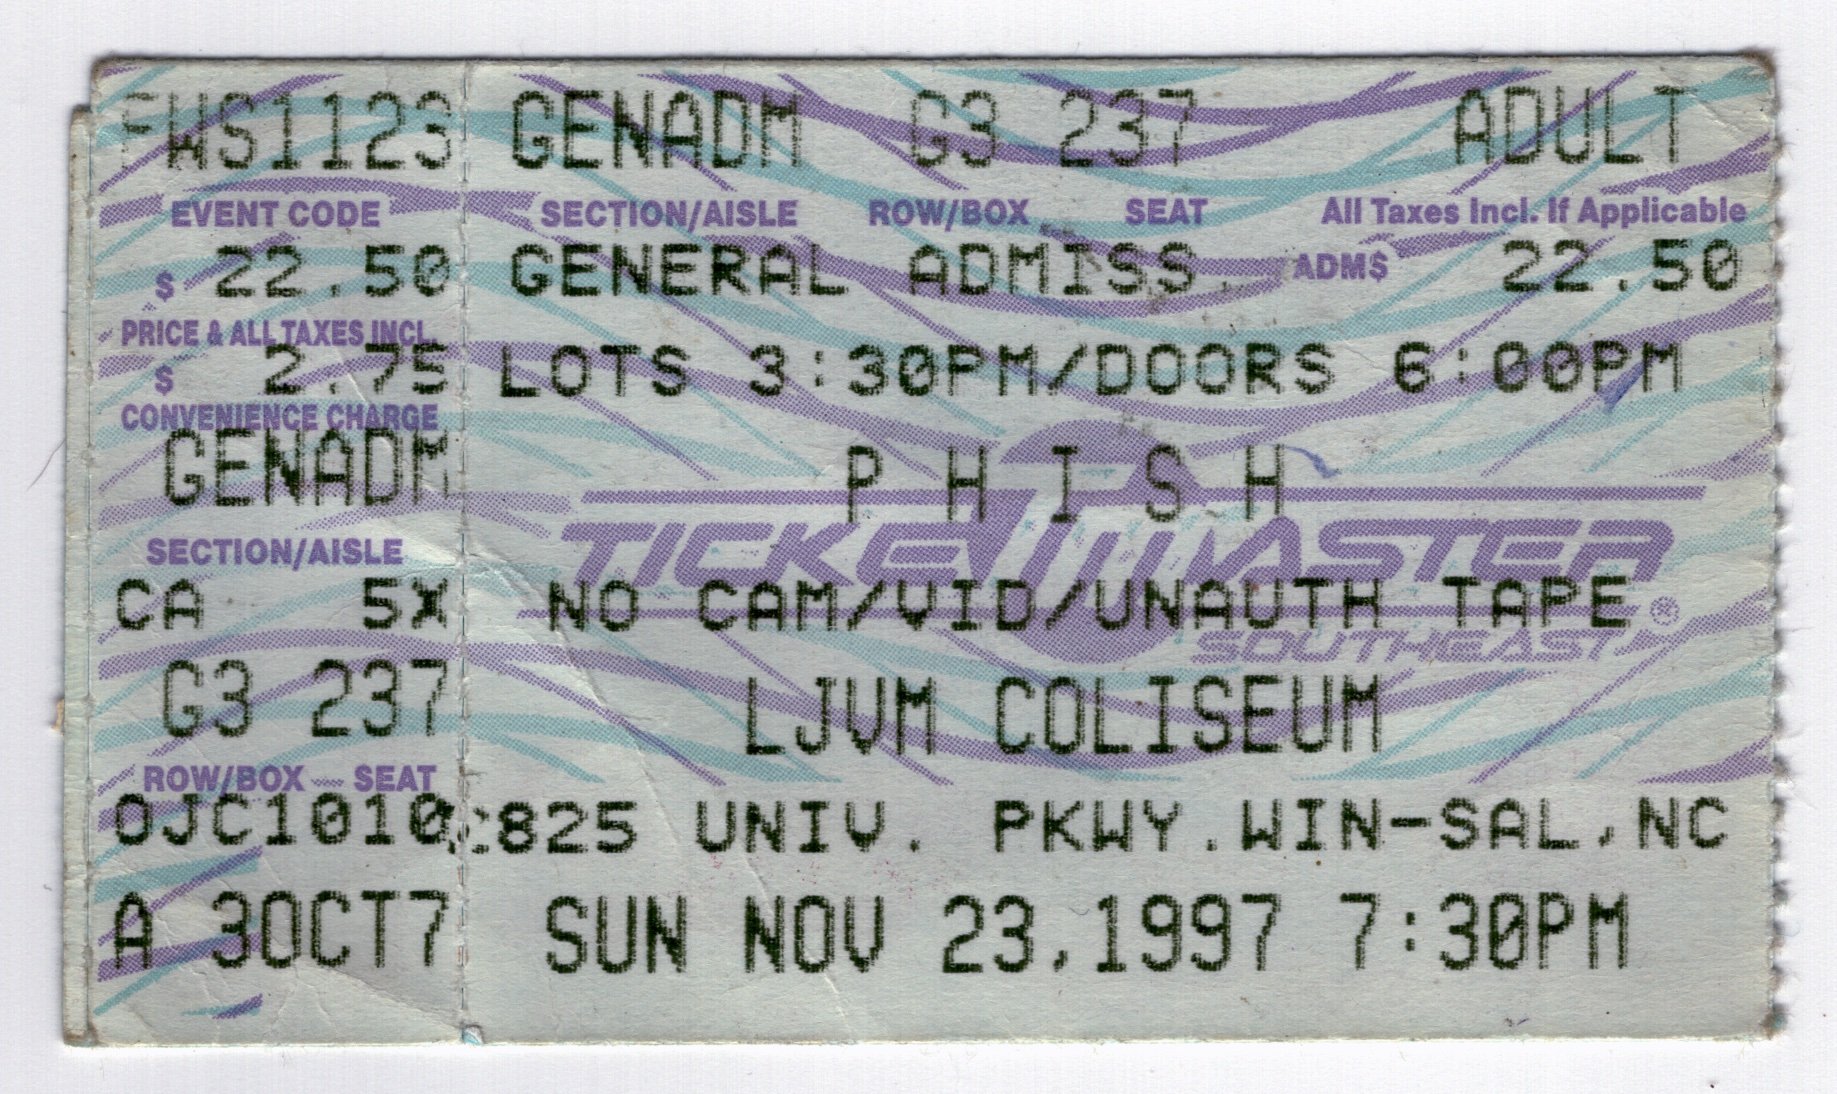 FWS1123 GENADM G3 237 ADULT
EVENT CODE SECTION/AISLE ROW/BOX SEAT All Taxes Incl. If Applicable
$ 22.50 GENERAL ADMISS. ADM$ 22.50
PRICE & ALL TAXES INCL.
$ 2.75 LOTS 3:30PM/DOORS 6:00PM
CONVENIENCE CHARGE
GENADM P H I S H
TICKETMASTER
SECTION/AISLE
CA 5X NO CAM/VID/UNAUTH TAPE
SOUTHEAST
G3 237 LJVM COLISEUM
ROW/BOX — SEAT
OJC1010 2825 UNIV. PKWY.WIN-SAL,NC
A 3OCT7 SUN NOV 23,1997 7:30PM